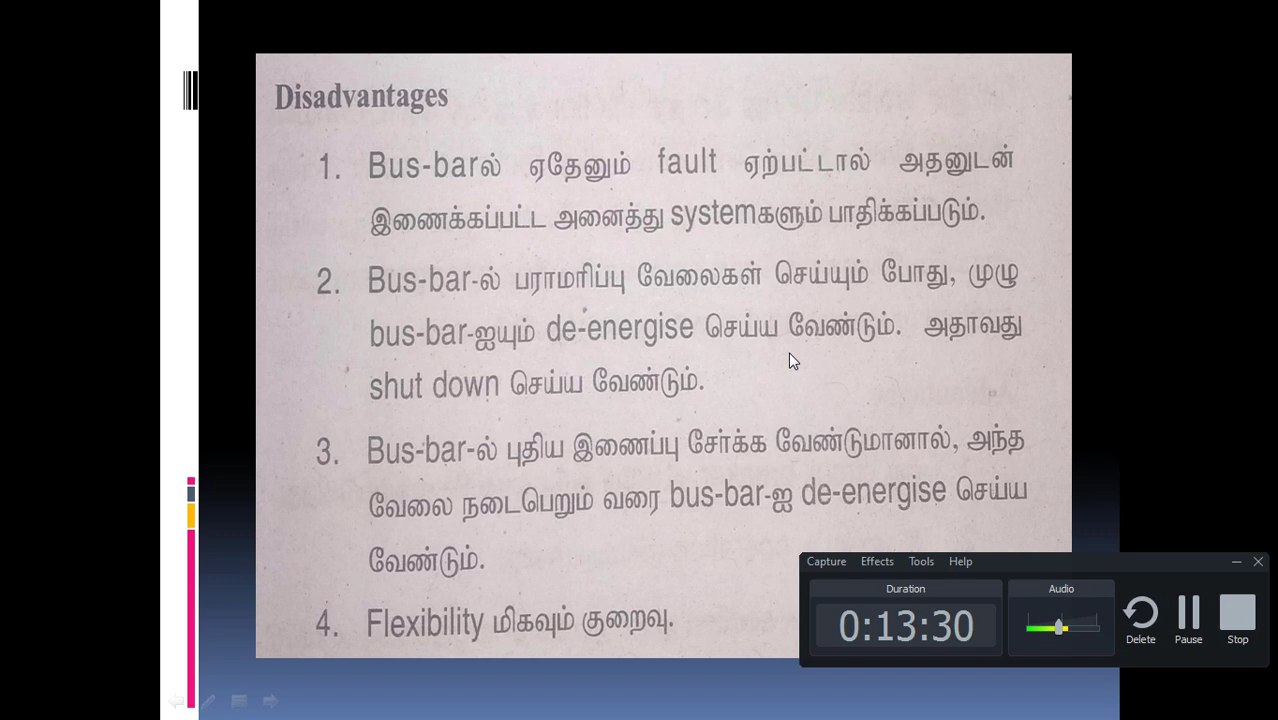 Disadvantages
1. Bus-barல் ஏதேனும் fault ஏற்பட்டால் அதனுடன்
இணைக்கப்பட்ட அனைத்து systemகளும் பாதிக்கப்படும்.
2. Bus-bar-ல் பராமரிப்பு வேலைகள் செய்யும் போது, முழு
bus-bar-ஐயும் de-energise செய்ய வேண்டும். அதாவது
shut down செய்ய வேண்டும்.
3. Bus-bar-ல் புதிய இணைப்பு சேர்க்க வேண்டுமானால், அந்த
வேலை நடைபெறும் வரை bus-bar-ஐ de-energise செய்ய
வேண்டும்.
4. Flexibility மிகவும் குறைவு.
Capture Effects Tools Help
Duration Audio
0:13:30
Delete Pause Stop